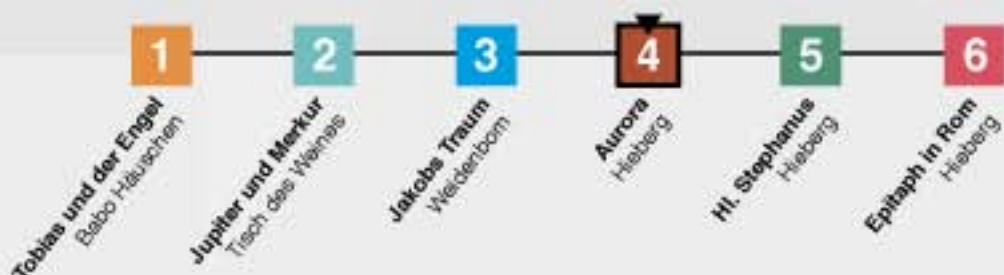 1
Tobias und der Engel
Babo Häuschen
2
Jupiter und Merkur
Tisch des Weines
3
Jakobs Traum
Weidenborn
4
Aurora
Hieberg
5
Hl. Stephanus
Hieberg
6
Epitaph in Rom
Hieberg